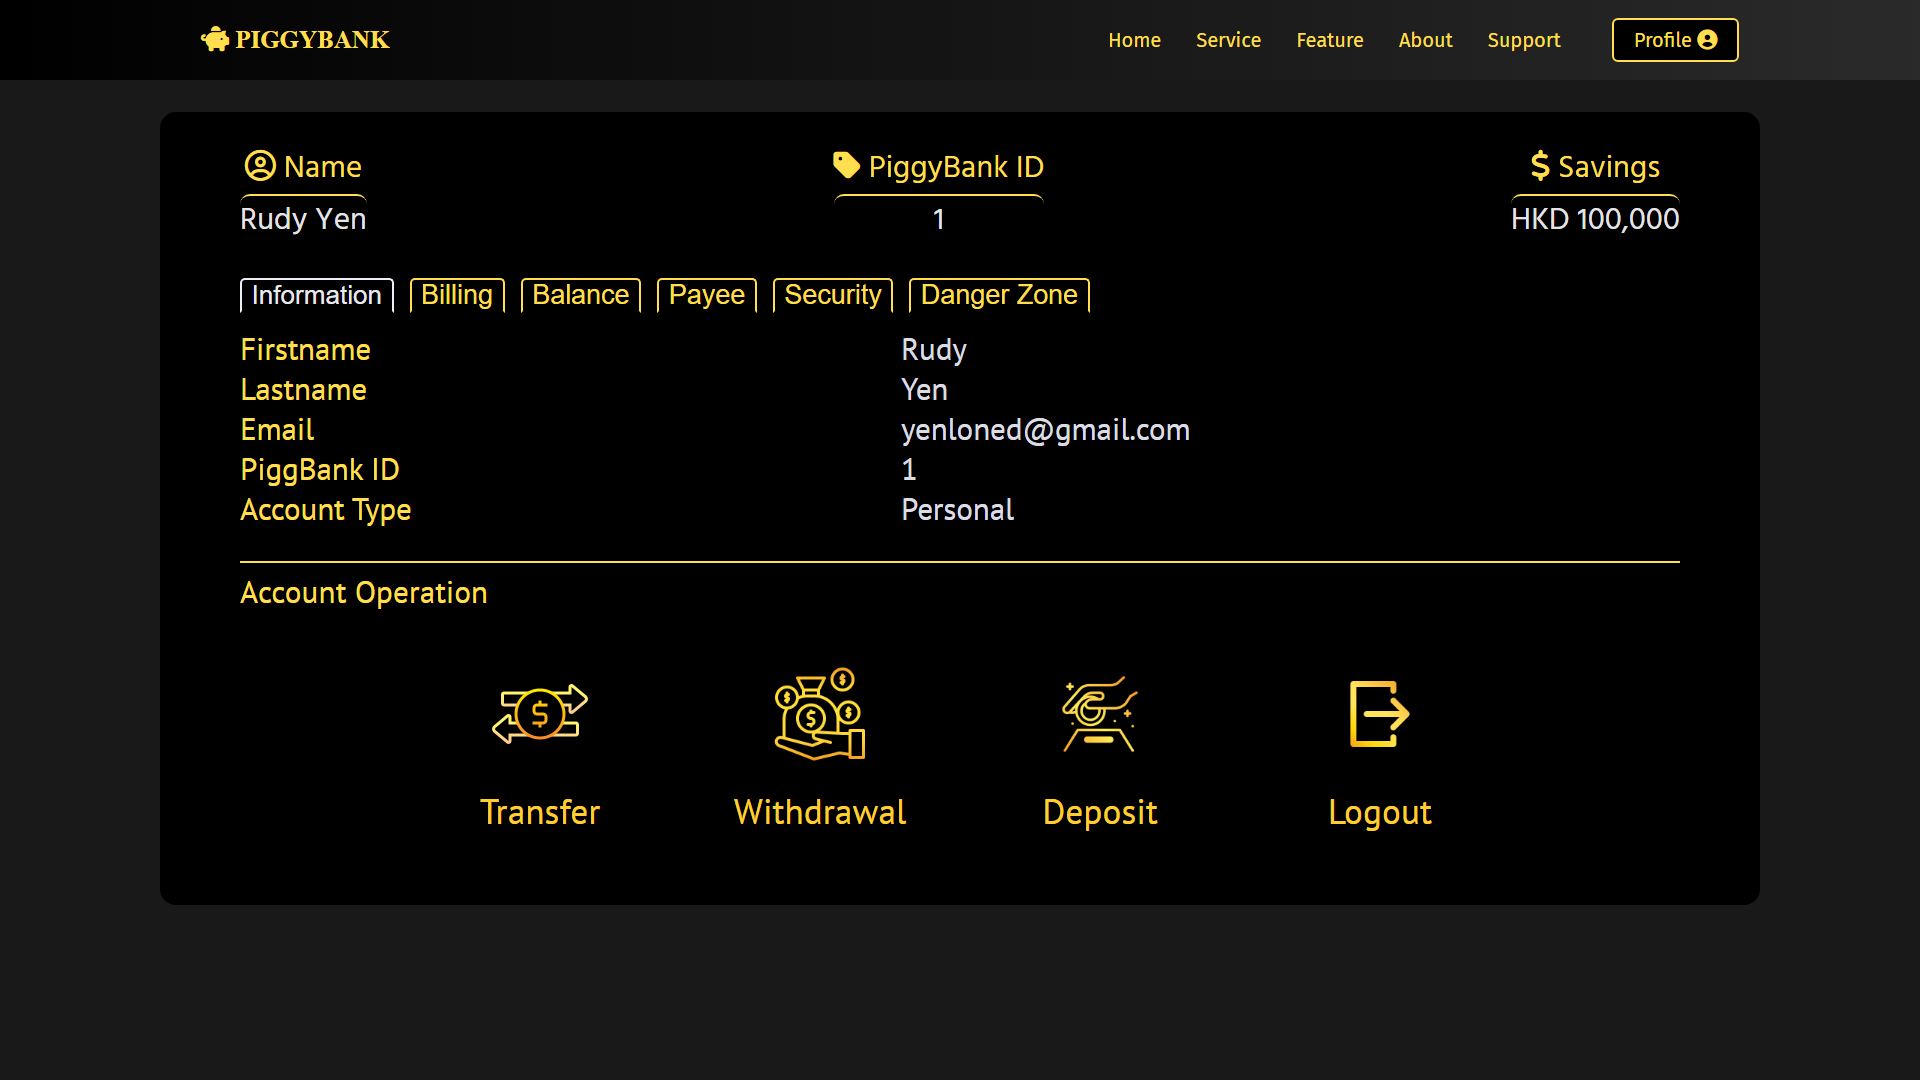 PIGGYBANK Home Service Feature About Support Profile
Name PiggyBank ID Savings
Rudy Yen 1 HKD 100,000
Information Billing Balance Payee Security Danger Zone
Firstname Rudy
Lastname Yen
Email yenloned@gmail.com
PiggBank ID 1
Account Type Personal
Account Operation
Transfer Withdrawal Deposit Logout